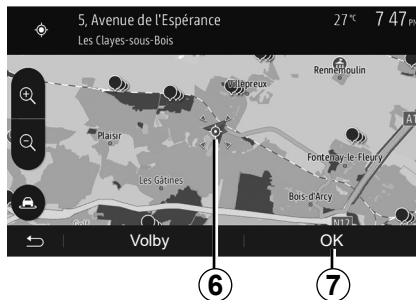 5, Avenue de l'Espérance
27 °C 7 47 PM
Les Clayes-sous-Bois
Rennemoulin
Villepreux
A1
Plaisir
Fontenay-le-Fleury
Les Gâtines
Bois-d'Arcy
N12
Volby
OK
6
7